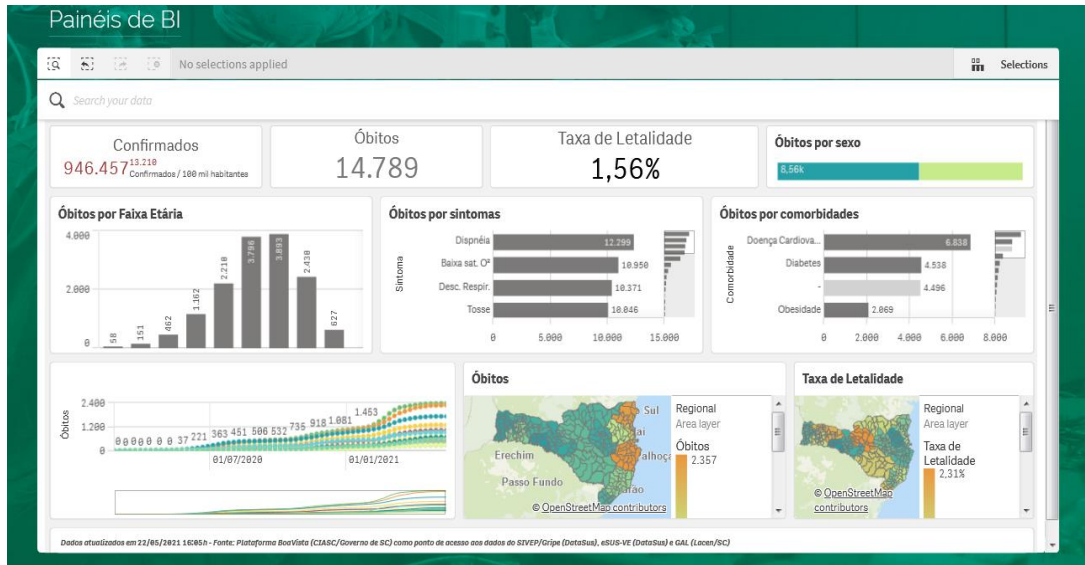 Painéis de BI
No selections applied
Selections
Search your data
Confirmados
946.457 13.210
Confirmados / 100 mil habitantes
Óbitos
14.789
Taxa de Letalidade
1,56%
Óbitos por sexo
8,56k
Óbitos por Faixa Etária
4.000
2.000
0
58
151
462
1.162
2.210
3.796
3.893
2.430
627
Óbitos por sintomas
Sintoma
Dispnéia
12.299
Baixa sat. O²
10.950
Desc. Respir.
10.371
Tosse
10.046
0 5.000 10.000 15.000
Óbitos por comorbidades
Comorbidade
Doença Cardiova...
6.838
Diabetes
4.538
-
4.496
Obesidade
2.069
0 2.000 4.000 6.000 8.000
Óbitos
2.400
1.200
0
0 0 0 0 0 0 37 221 363 451 506 532 735 918 1.081 1.453
01/07/2020 01/01/2021
Óbitos
Sul
Erechim
Passo Fundo
© OpenStreetMap contributors
Regional
Area layer
Óbitos
2.357
Taxa de Letalidade
© OpenStreetMap
contributors
Regional
Area layer
Taxa de
Letalidade
2,31%
Dados atualizados em 22/05/2021 16:05h - Fonte: Plataforma BoaVista (CIASC/Governo de SC) como ponto de acesso aos dados do SIVEP/Gripe (DataSus), eSUS-VE (DataSus) e GAL (Lacen/SC)